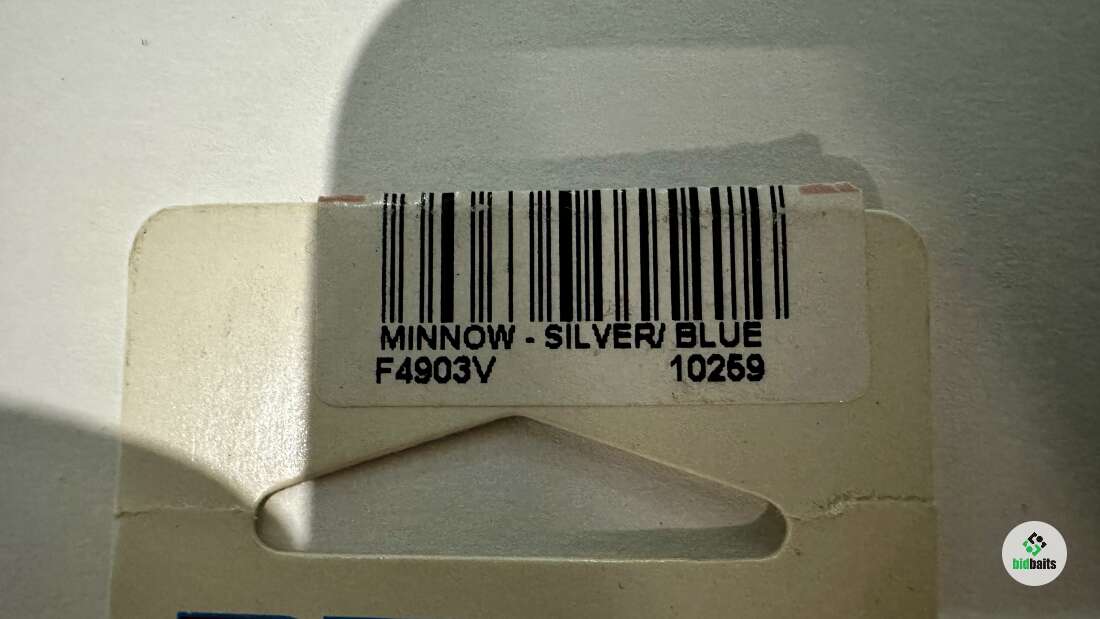 MINNOW - SILVER/ BLUE
F4903V 10259
bidbaits